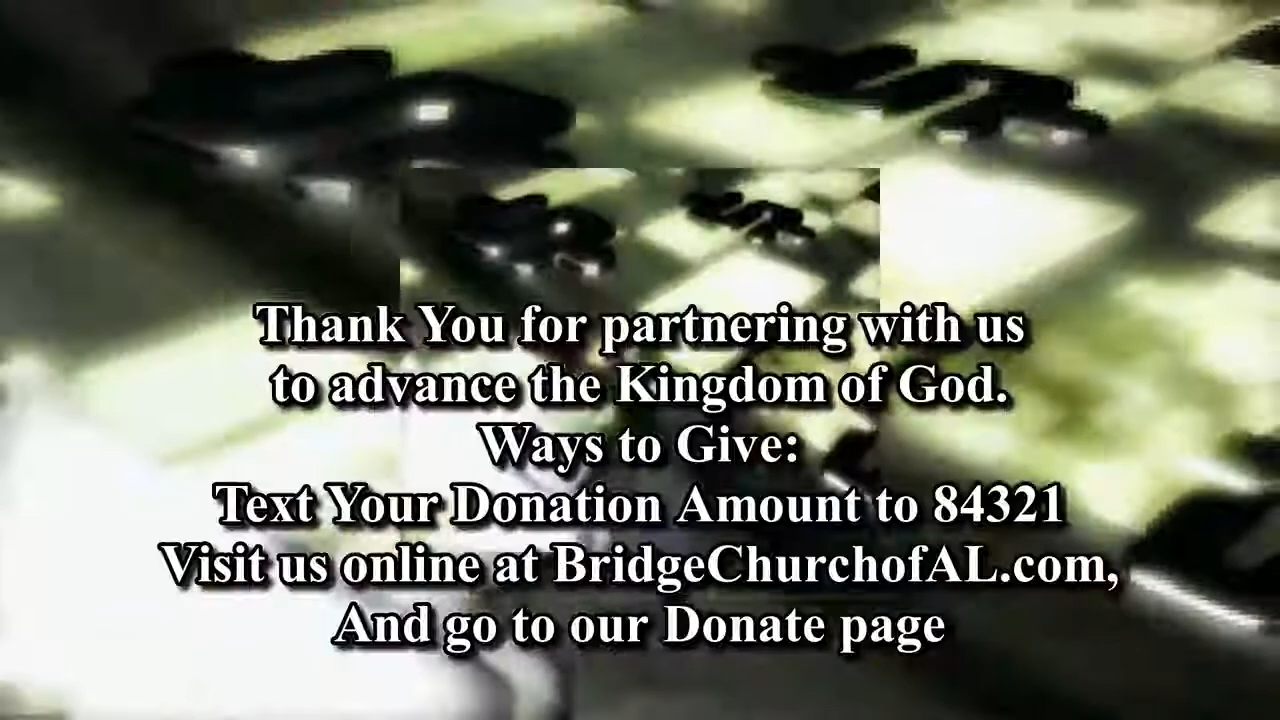 Thank You for partnering with us
to advance the Kingdom of God.
Ways to Give:
Text Your Donation Amount to 84321
Visit us online at BridgeChurchofAL.com,
And go to our Donate page